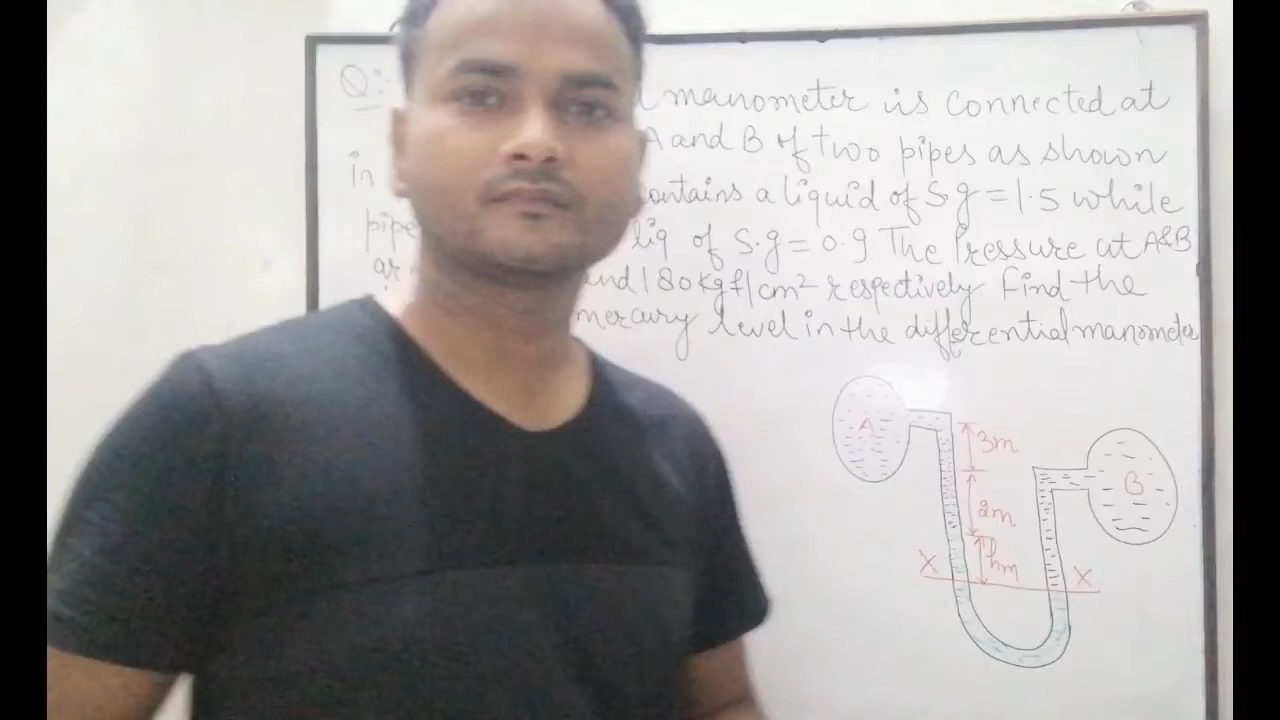 Q:- manometer is connected at
A and B of two pipes as shown
in contains a liquid of S.g = 1.5 while
pipe liq of S.g = 0.9 The Pressure at A&B
and 180 kgf/cm² respectively Find the
mercury level in the differential manometer
A
3m
B
2m
hm
X
X